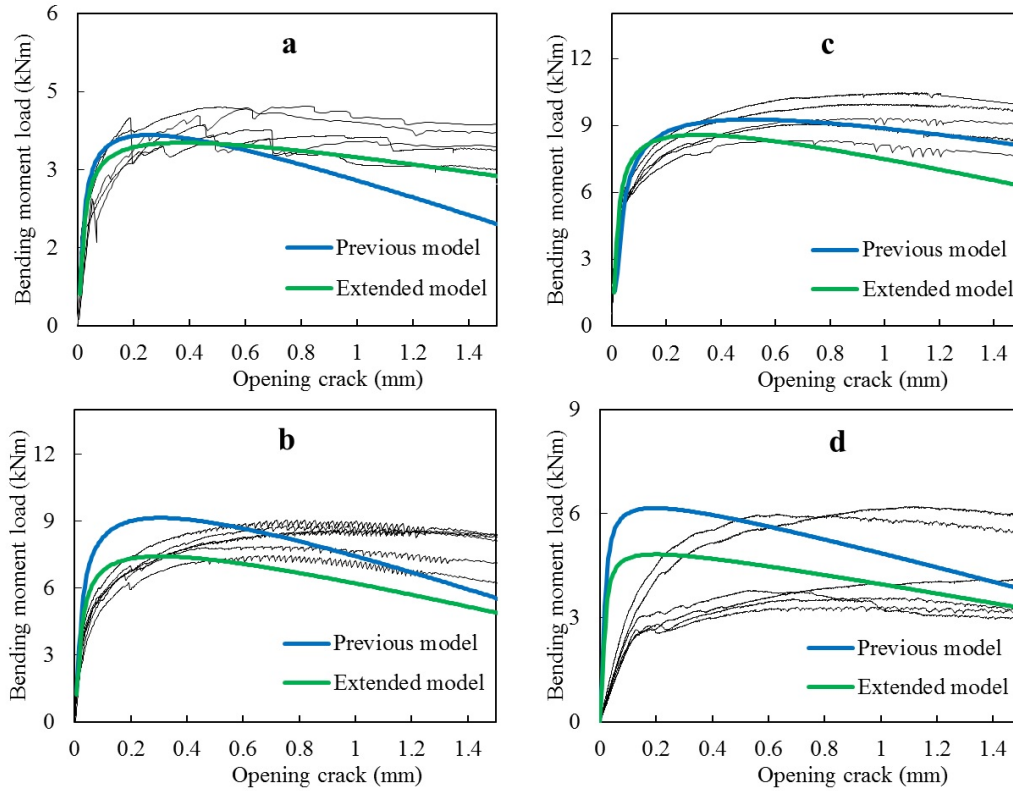 a
Bending moment load (kNm)
6
5
3
2
0
Previous model
Extended model
0 0.2 0.4 0.6 0.8 1 1.2 1.4
Opening crack (mm)
c
Bending moment load (kNm)
12
9
6
3
0
Previous model
Extended model
0 0.2 0.4 0.6 0.8 1 1.2 1.4
Opening crack (mm)
b
Bending moment load (kNm)
12
9
6
3
0
Previous model
Extended model
0 0.2 0.4 0.6 0.8 1 1.2 1.4
Opening crack (mm)
d
Bending moment load (kNm)
9
6
3
0
Previous model
Extended model
0 0.2 0.4 0.6 0.8 1 1.2 1.4
Opening crack (mm)